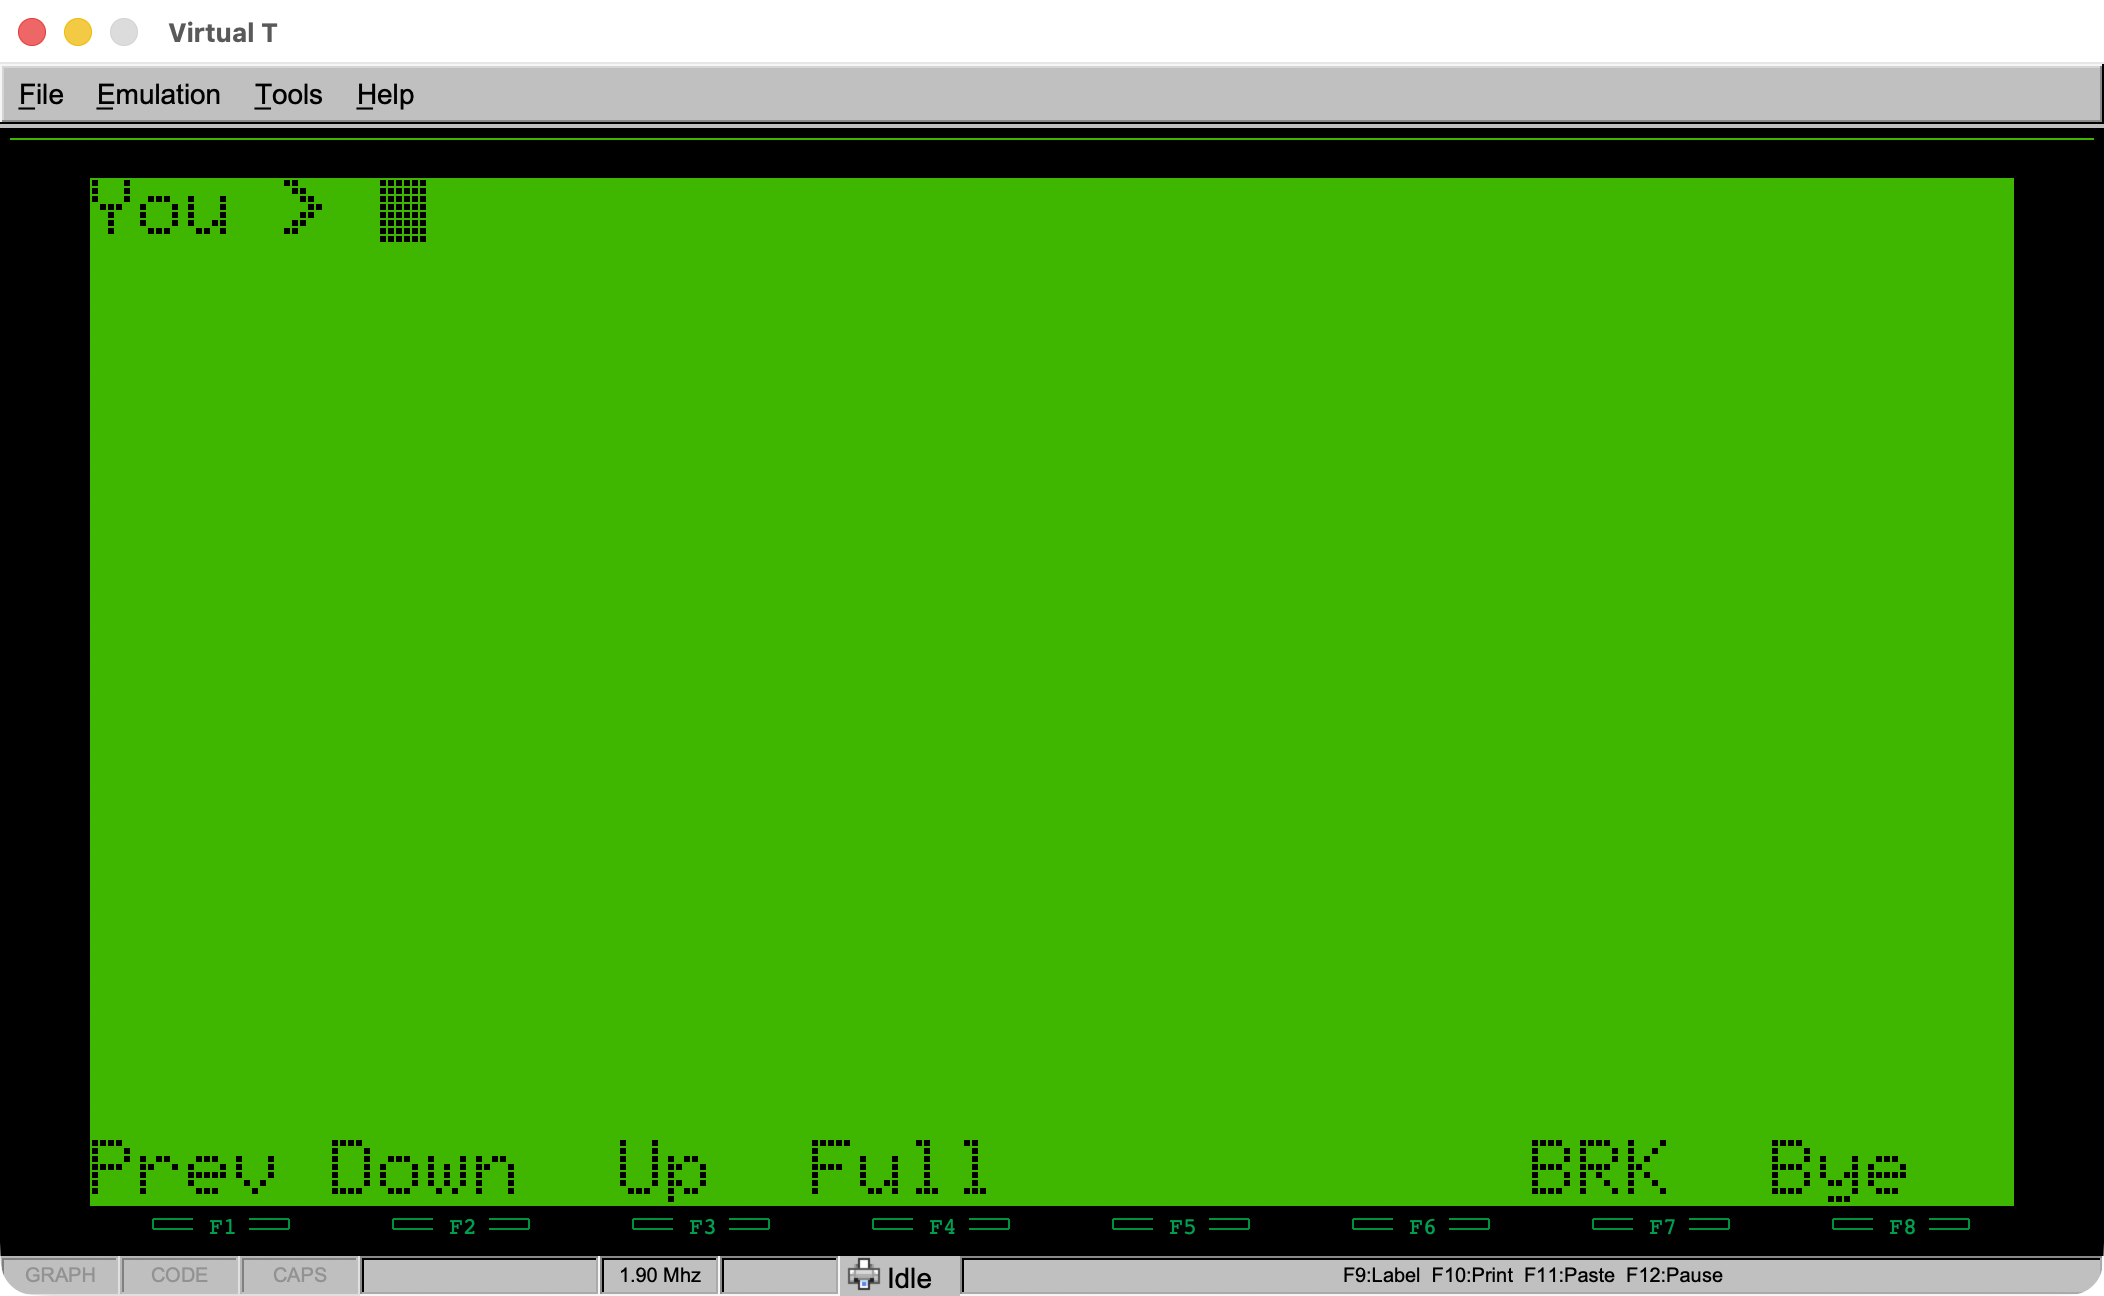 Virtual T
File Emulation Tools Help
You >
Prev Down Up Full BRK Bye
F1 F2 F3 F4 F5 F6 F7 F8
GRAPH CODE CAPS 1.90 Mhz Idle F9:Label F10:Print F11:Paste F12:Pause